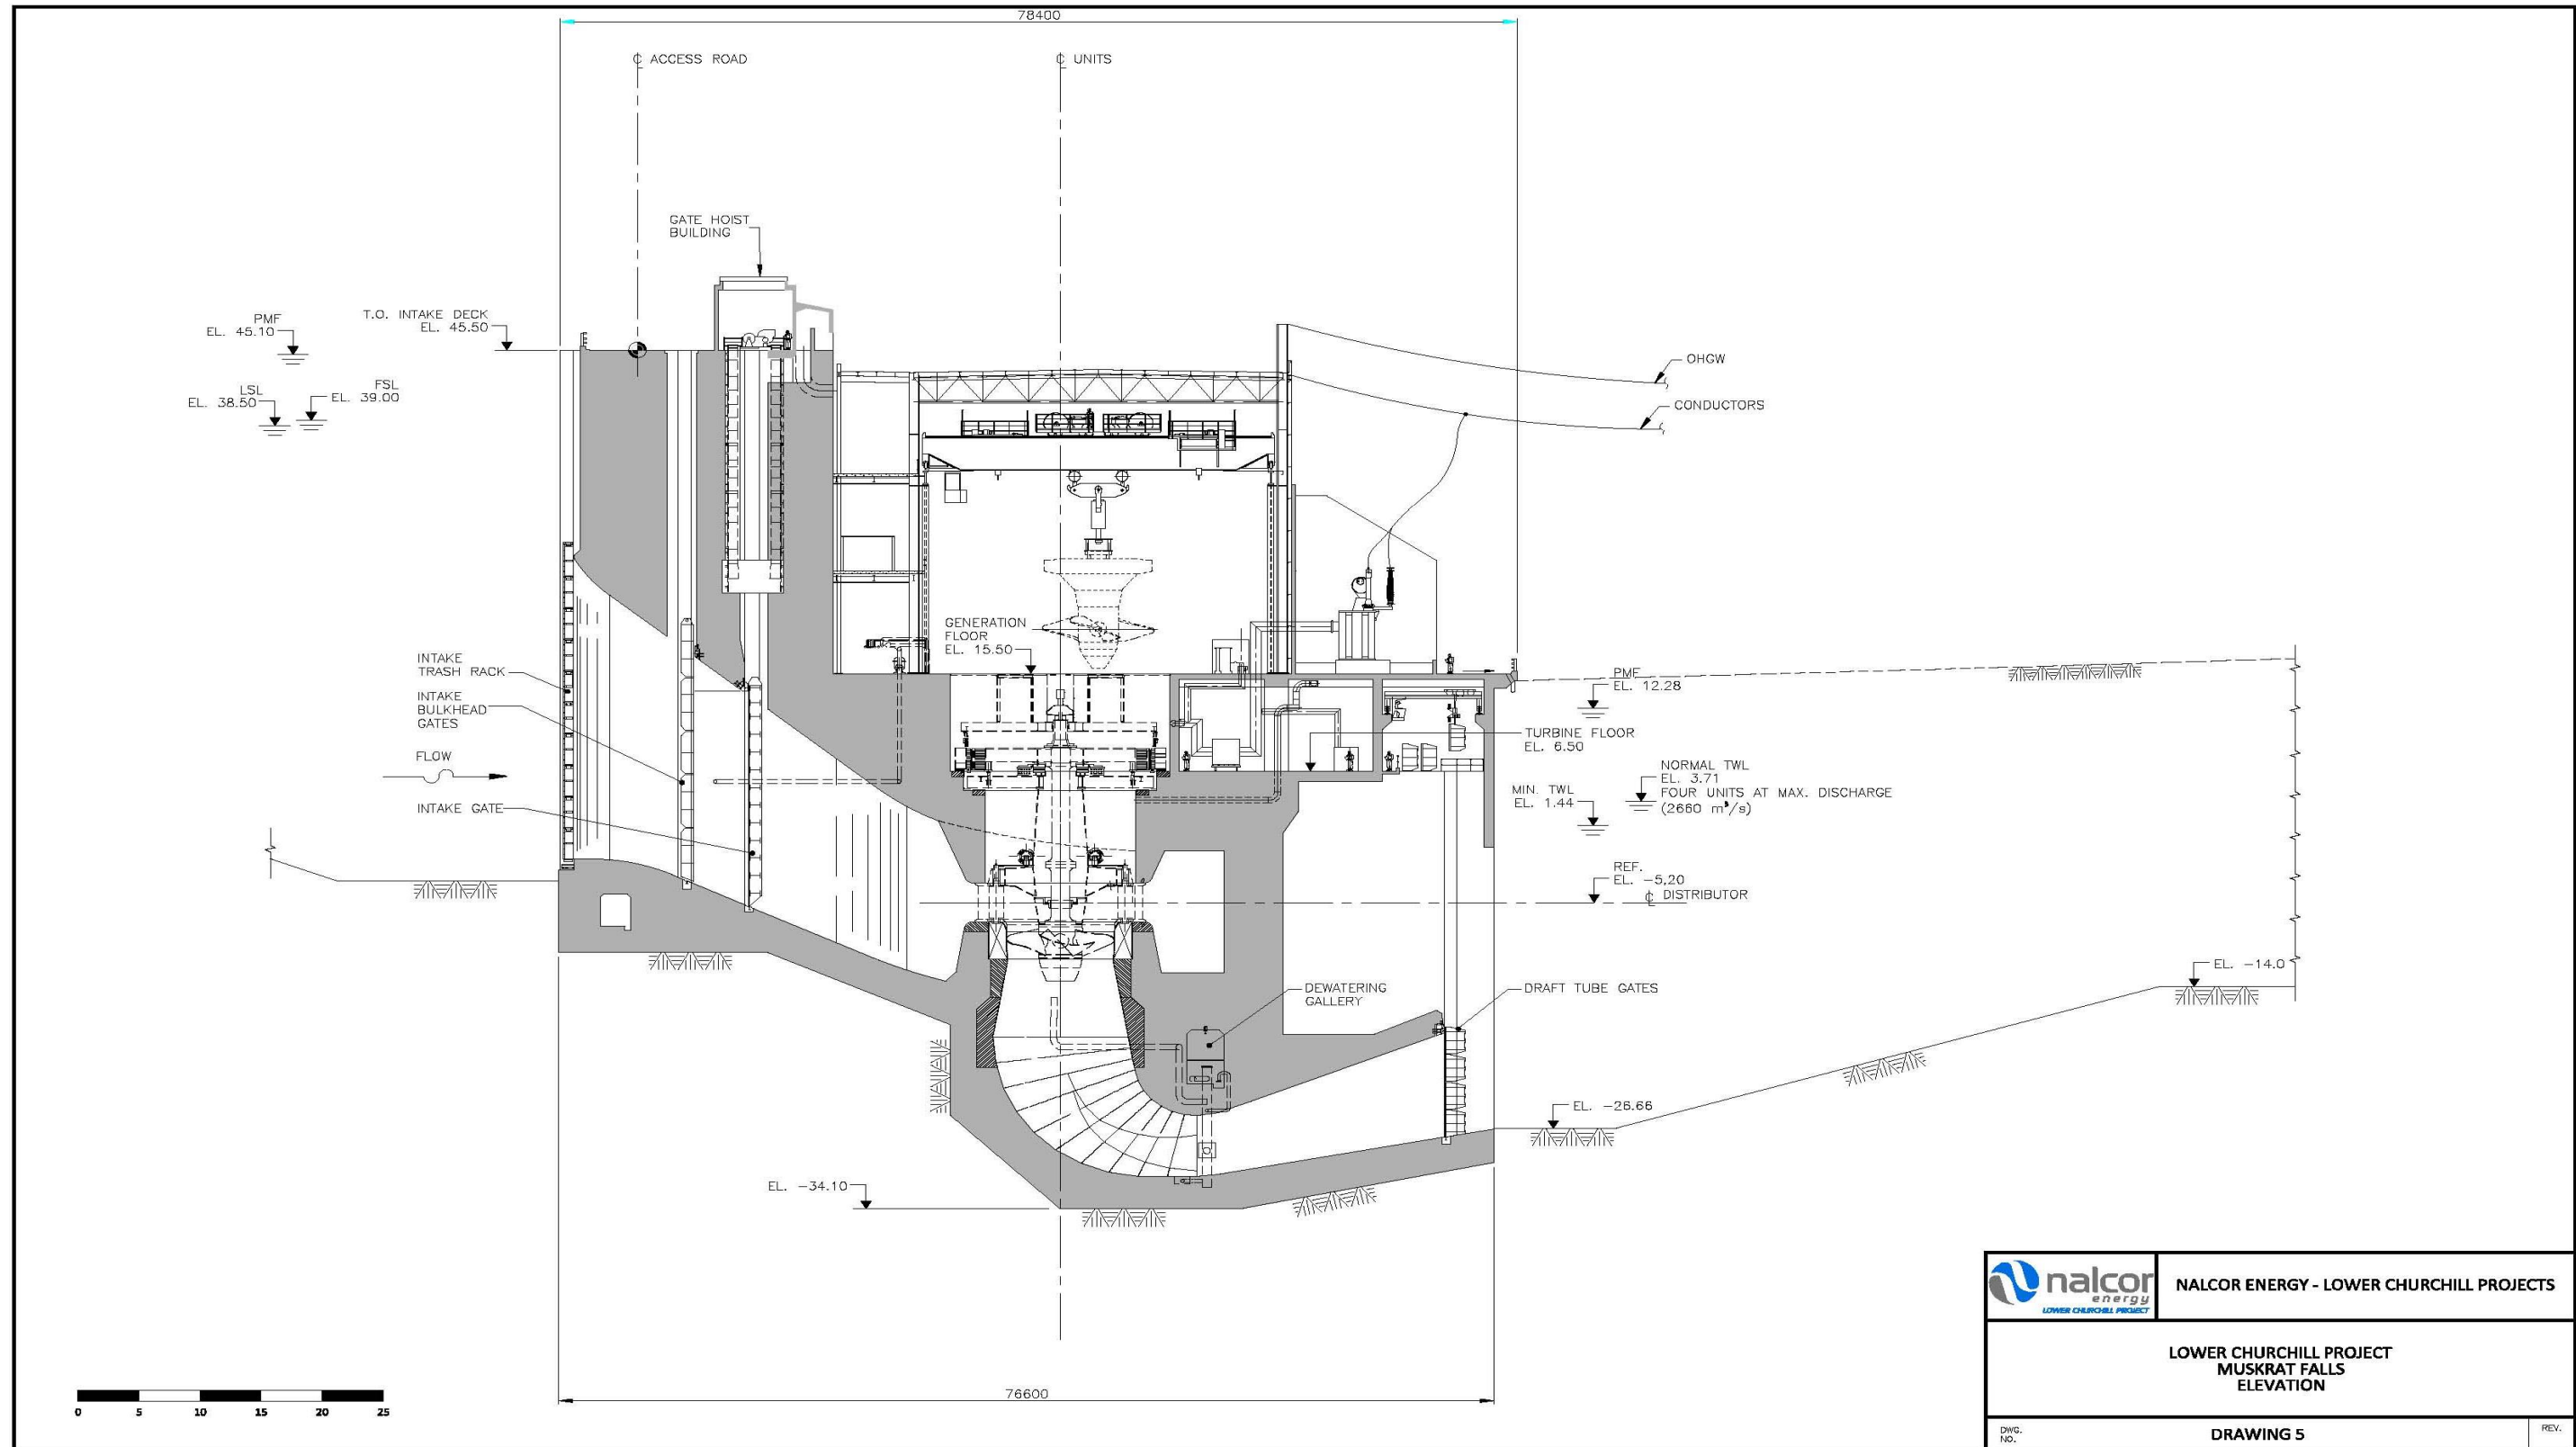 78400
℄ ACCESS ROAD
℄ UNITS
GATE HOIST
BUILDING
PMF
EL. 45.10
T.O. INTAKE DECK
EL. 45.50
LSL
EL. 38.50
FSL
EL. 39.00
OHGW
CONDUCTORS
GENERATION
FLOOR
EL. 15.50
INTAKE
TRASH RACK
INTAKE
BULKHEAD
GATES
FLOW
INTAKE GATE
PMF
EL. 12.28
TURBINE FLOOR
EL. 6.50
NORMAL TWL
EL. 3.71
FOUR UNITS AT MAX. DISCHARGE
(2660 m³/s)
MIN. TWL
EL. 1.44
REF.
EL. -5.20
℄ DISTRIBUTOR
EL. -14.0
DEWATERING
GALLERY
DRAFT TUBE GATES
EL. -26.66
EL. -34.10
76600
0 5 10 15 20 25
nalcor
energy
LOWER CHURCHILL PROJECT
NALCOR ENERGY - LOWER CHURCHILL PROJECTS
LOWER CHURCHILL PROJECT
MUSKRAT FALLS
ELEVATION
DWG.
NO.
DRAWING 5
REV.